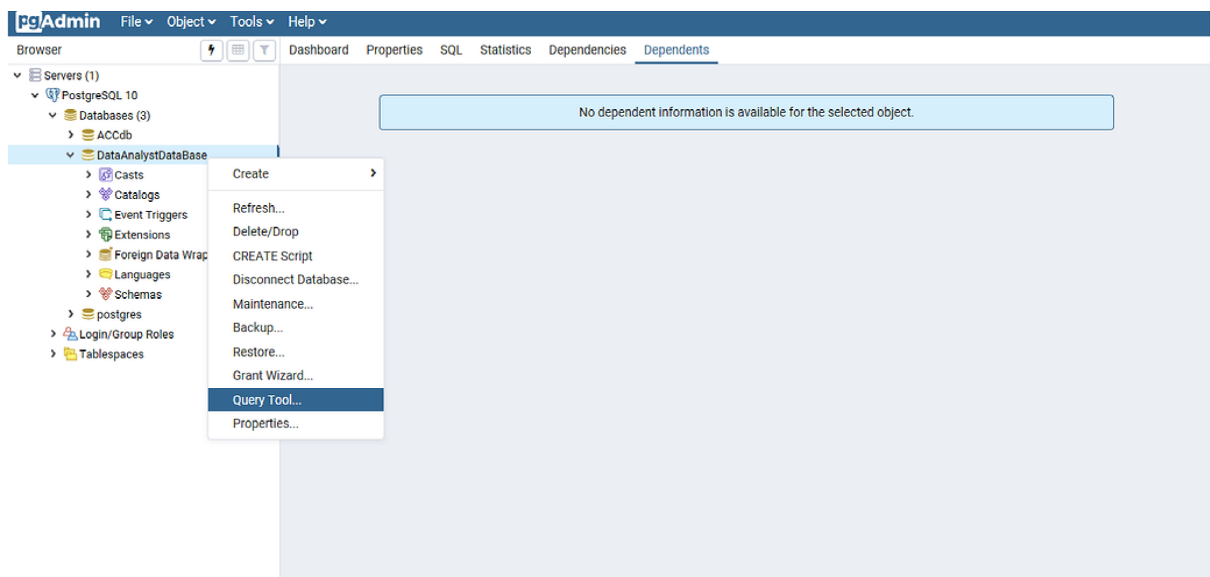 pgAdmin File Object Tools Help
Browser Dashboard Properties SQL Statistics Dependencies Dependents
Servers (1)
PostgreSQL 10
Databases (3)
ACCdb
DataAnalystDataBase
Casts
Catalogs
Event Triggers
Extensions
Foreign Data Wrap
Languages
Schemas
postgres
Login/Group Roles
Tablespaces
Create
Refresh...
Delete/Drop
CREATE Script
Disconnect Database...
Maintenance...
Backup...
Restore...
Grant Wizard...
Query Tool...
Properties...
No dependent information is available for the selected object.